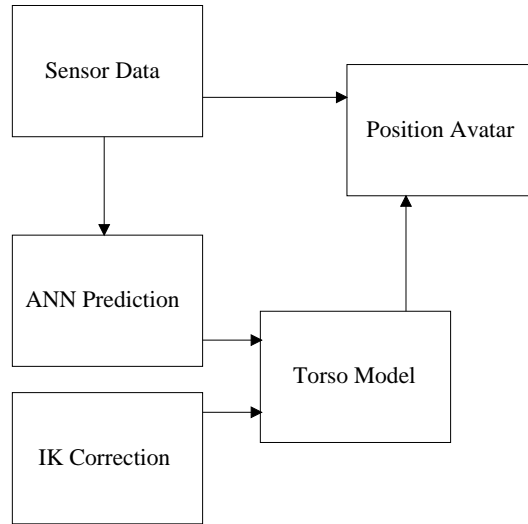 Sensor Data
Position Avatar
ANN Prediction
Torso Model
IK Correction